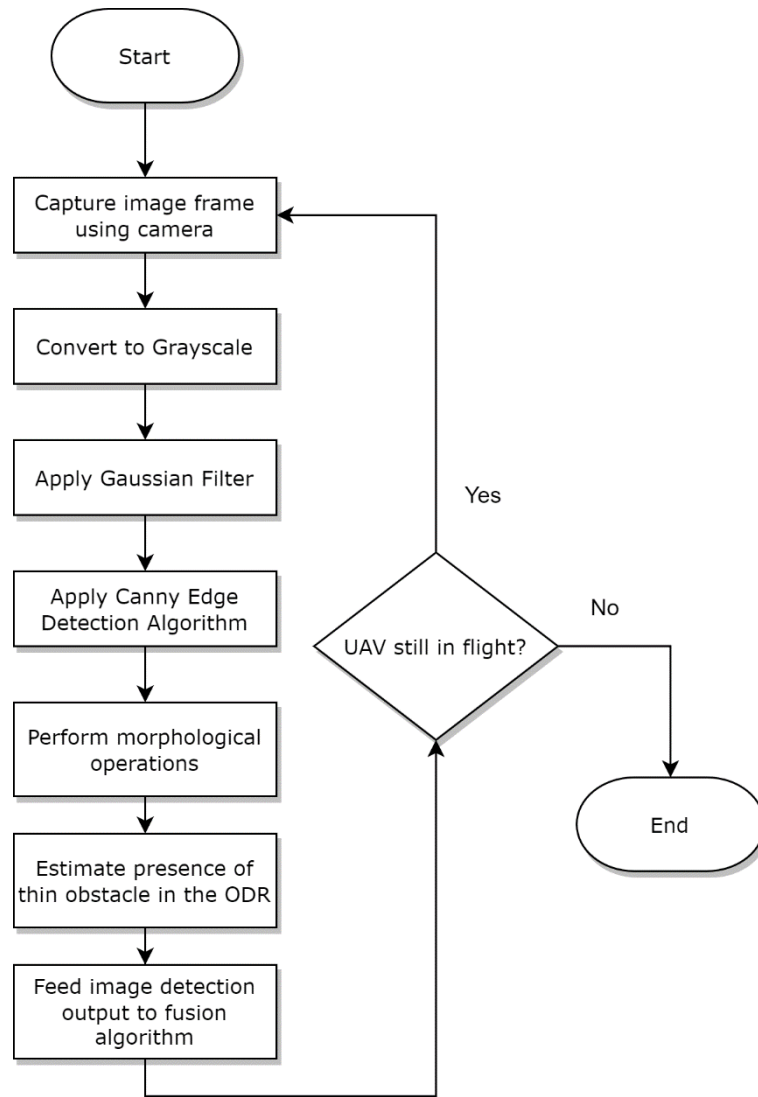 Start
Capture image frame
using camera
Convert to Grayscale
Apply Gaussian Filter
Apply Canny Edge
Detection Algorithm
Perform morphological
operations
Estimate presence of
thin obstacle in the ODR
Feed image detection
output to fusion
algorithm
UAV still in flight?
Yes
No
End